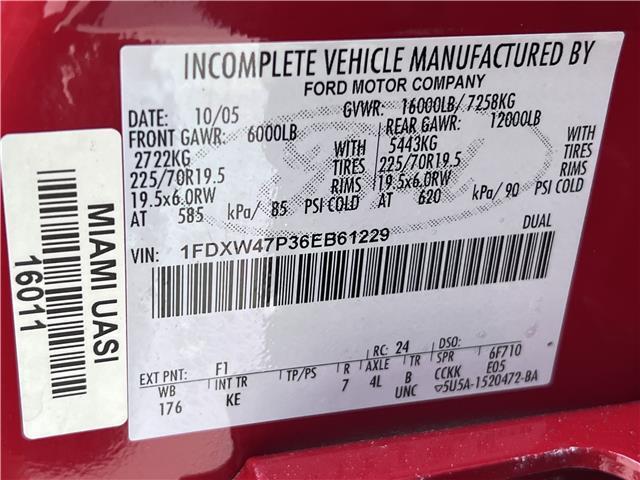 INCOMPLETE VEHICLE MANUFACTURED BY
FORD MOTOR COMPANY
DATE: 10/05 GVWR: 16000LB/ 7258KG
FRONT GAWR: 6000LB REAR GAWR: 12000LB
2722KG WITH 5443KG WITH
225/70R19.5 TIRES 225/70R19.5 TIRES
19.5x6.0RW RIMS 19.5x6.0RW RIMS
AT 585 kPa/ 85 PSI COLD AT 620 kPa/ 90 PSI COLD
VIN: 1FDXW47P36EB61229 DUAL
EXT PNT: F1 RC: 24 DSO:
WB INT TR TP/PS R AXLE TR SPR 6F710
176 KE 7 4L B CCKK E05
UNC ▽5U5A-1520472-BA
MIAMI UASI
16011